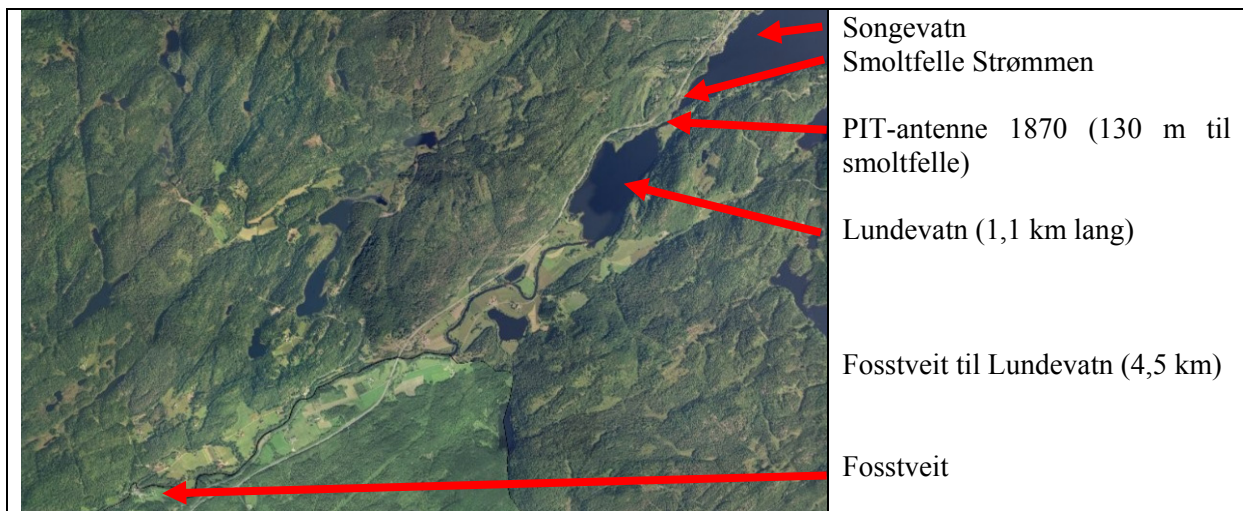 Songevatn
Smoltfelle Strømmen
PIT-antenne 1870 (130 m til
smoltfelle)
Lundevatn (1,1 km lang)
Fosstveit til Lundevatn (4,5 km)
Fosstveit